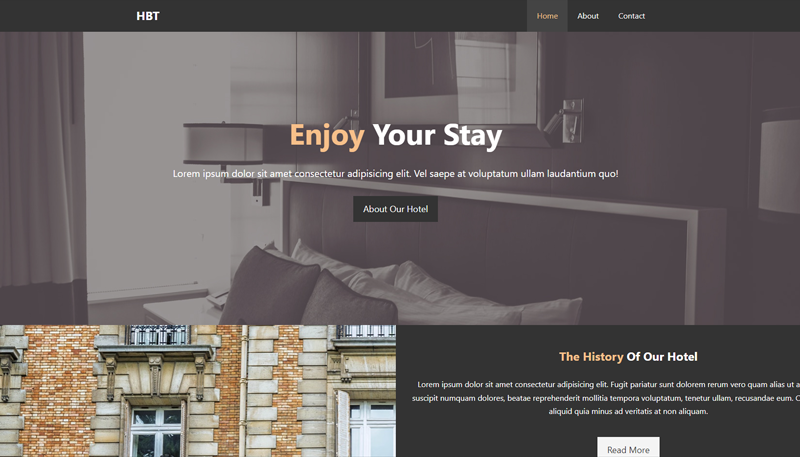 HBT
Home About Contact
Enjoy Your Stay
Lorem ipsum dolor sit amet consectetur adipisicing elit. Vel saepe at voluptatum ullam laudantium quo!
About Our Hotel
The History Of Our Hotel
Lorem ipsum dolor sit amet consectetur adipisicing elit. Fugit pariatur sunt dolorem rerum vero quam alias ut a
suscipit numquam dolores, beatae reprehenderit mollitia tempora voluptatum, tenetur ullam, recusandae eum. C
aliquid quia minus ad veritatis at non aliquam.
Read More